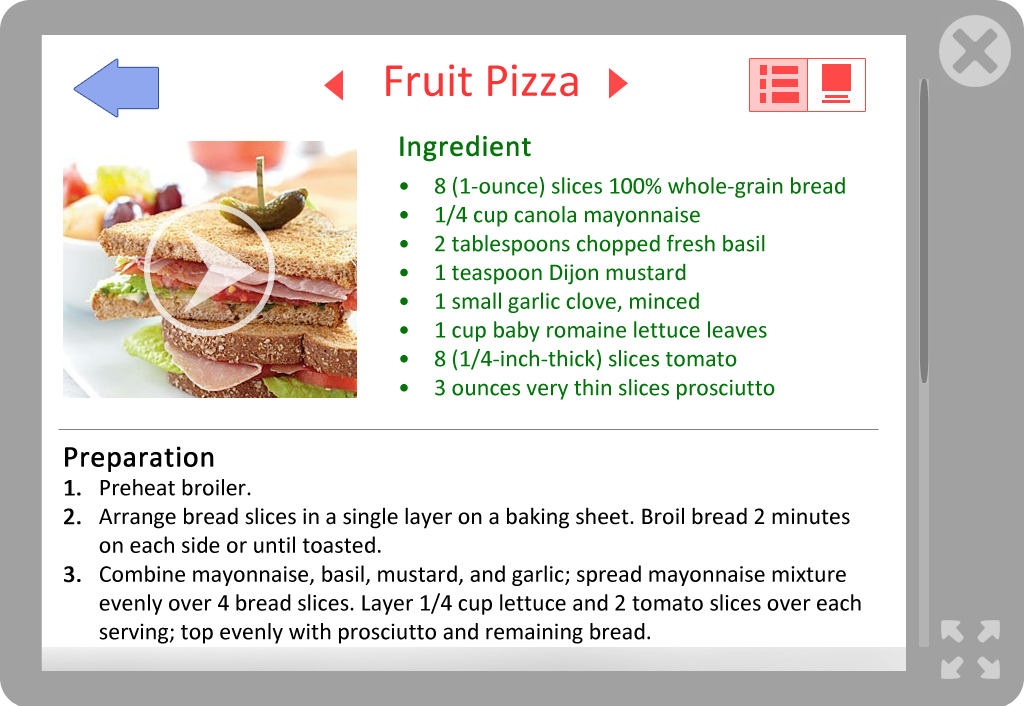 Fruit Pizza
Ingredient
• 8 (1-ounce) slices 100% whole-grain bread
• 1/4 cup canola mayonnaise
• 2 tablespoons chopped fresh basil
• 1 teaspoon Dijon mustard
• 1 small garlic clove, minced
• 1 cup baby romaine lettuce leaves
• 8 (1/4-inch-thick) slices tomato
• 3 ounces very thin slices prosciutto
Preparation
1. Preheat broiler.
2. Arrange bread slices in a single layer on a baking sheet. Broil bread 2 minutes
on each side or until toasted.
3. Combine mayonnaise, basil, mustard, and garlic; spread mayonnaise mixture
evenly over 4 bread slices. Layer 1/4 cup lettuce and 2 tomato slices over each
serving; top evenly with prosciutto and remaining bread.